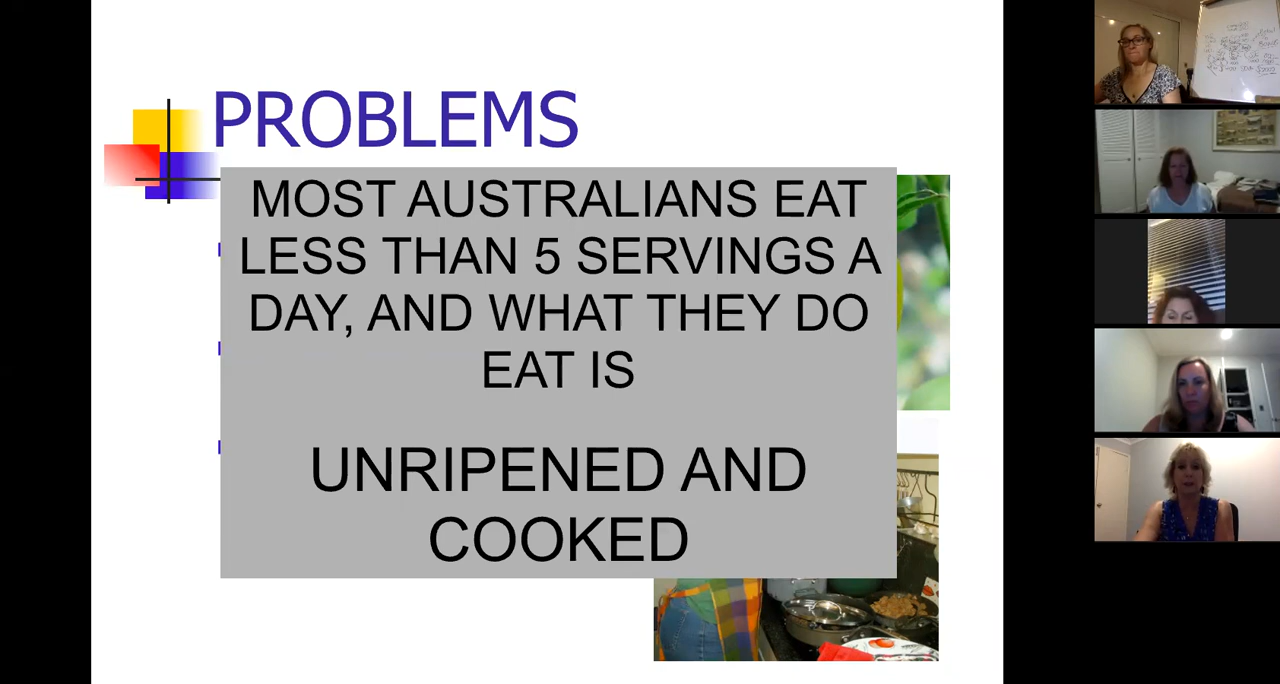 PROBLEMS
MOST AUSTRALIANS EAT
LESS THAN 5 SERVINGS A
DAY, AND WHAT THEY DO
EAT IS
UNRIPENED AND
COOKED